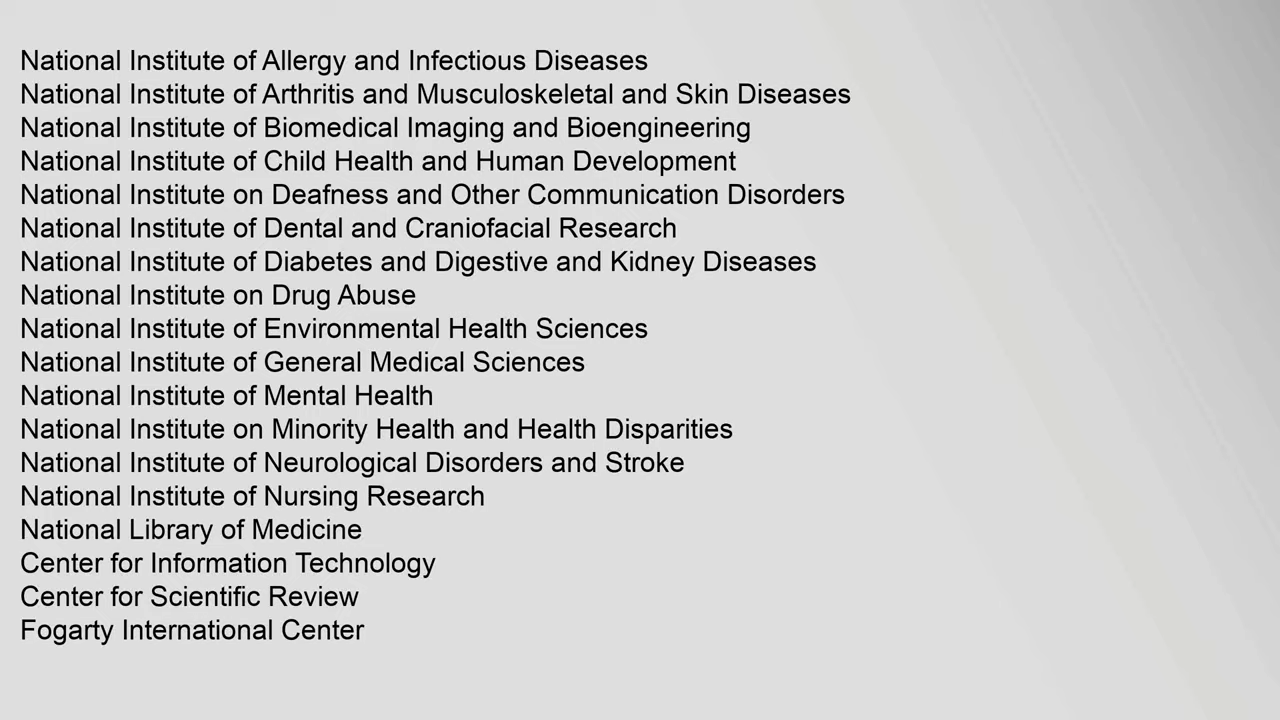 National Institute of Allergy and Infectious Diseases
National Institute of Arthritis and Musculoskeletal and Skin Diseases
National Institute of Biomedical Imaging and Bioengineering
National Institute of Child Health and Human Development
National Institute on Deafness and Other Communication Disorders
National Institute of Dental and Craniofacial Research
National Institute of Diabetes and Digestive and Kidney Diseases
National Institute on Drug Abuse
National Institute of Environmental Health Sciences
National Institute of General Medical Sciences
National Institute of Mental Health
National Institute on Minority Health and Health Disparities
National Institute of Neurological Disorders and Stroke
National Institute of Nursing Research
National Library of Medicine
Center for Information Technology
Center for Scientific Review
Fogarty International Center